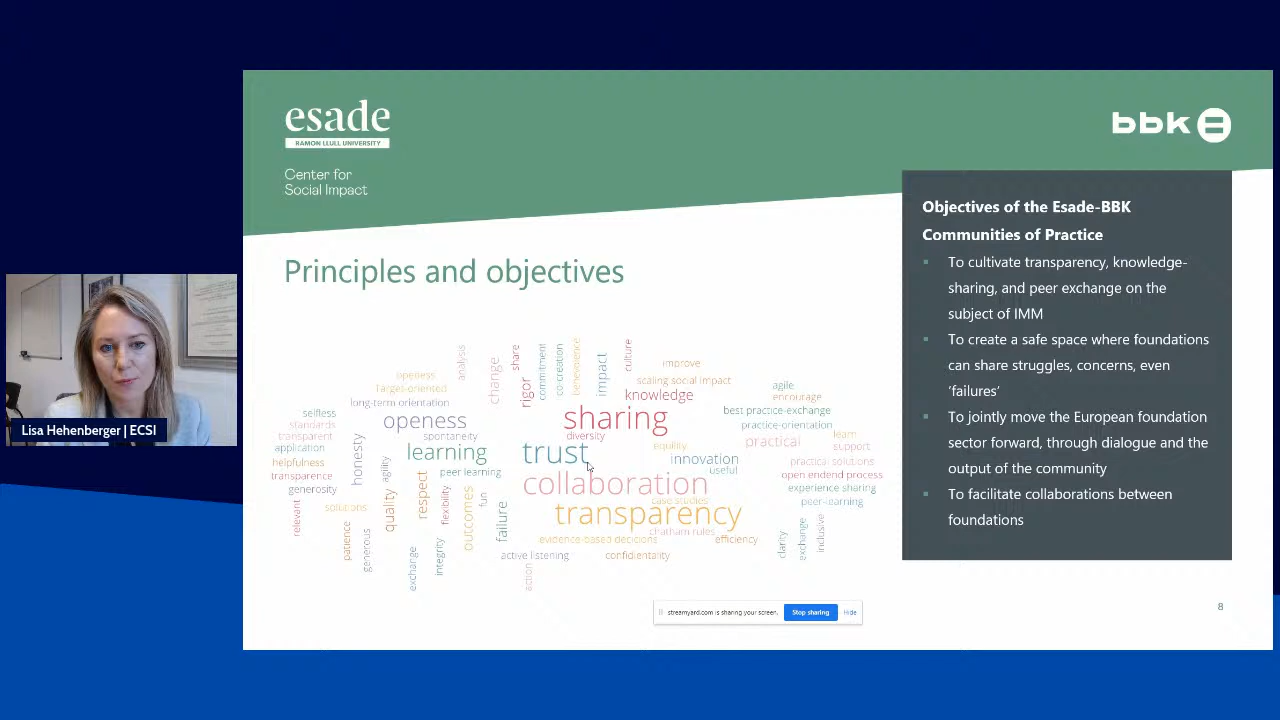 esade
RAMON LLULL UNIVERSITY
Center for
Social Impact
bbk
Principles and objectives
Objectives of the Esade-BBK
Communities of Practice
To cultivate transparency, knowledge-
sharing, and peer exchange on the
subject of IMM
To create a safe space where foundations
can share struggles, concerns, even
‘failures’
To jointly move the European foundation
sector forward, through dialogue and the
output of the community
To facilitate collaborations between
foundations
analysis
change
share
rigor
commitment
co-creation
benevolence
impact
culture
improve
openess
Target-oriented
long-term orientation
scaling social impact
knowledge
agile
encourage
selfless
standards
transparent
application
helpfulness
transparence
generosity
openess
spontaneity
learning
peer learning
sharing
diversity
trust
collaboration
case studies
transparency
chatham rules
evidence-based decisions
confidentiality
efficiency
best practice-exchange
practice-orientation
practical
learn
support
equility
innovation
useful
practical solutions
open endend process
experience sharing
peer-learning
honesty
agility
quality
respect
flexibility
outcomes
fun
failure
relevant
solutions
patience
generous
exchange
integrity
active listening
action
clarity
exchange
inclusive
Lisa Hehenberger | ECSI
streamyard.com is sharing your screen.
Stop sharing
Hide
8